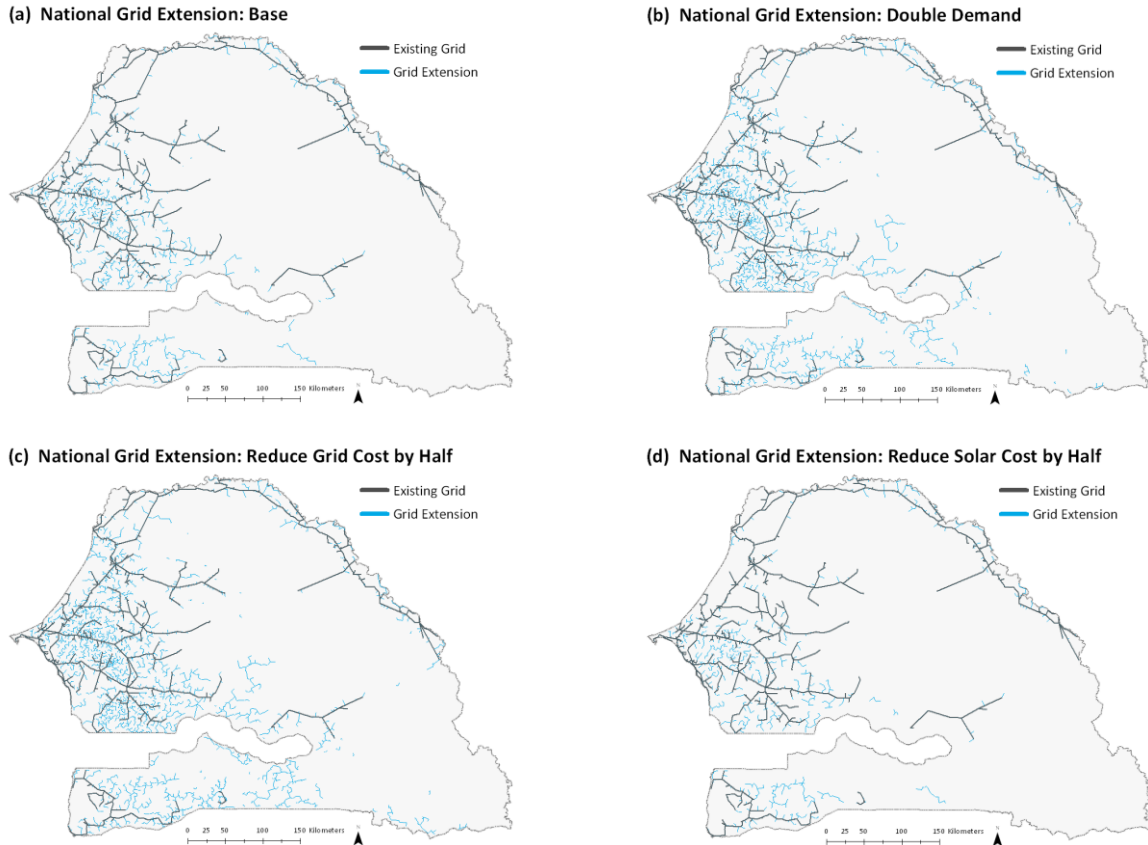 (a) National Grid Extension: Base
Existing Grid
Grid Extension
0 25 50 100 150 Kilometers
N
(b) National Grid Extension: Double Demand
Existing Grid
Grid Extension
0 25 50 100 150 Kilometers
N
(c) National Grid Extension: Reduce Grid Cost by Half
Existing Grid
Grid Extension
0 25 50 100 150 Kilometers
N
(d) National Grid Extension: Reduce Solar Cost by Half
Existing Grid
Grid Extension
0 25 50 100 150 Kilometers
N